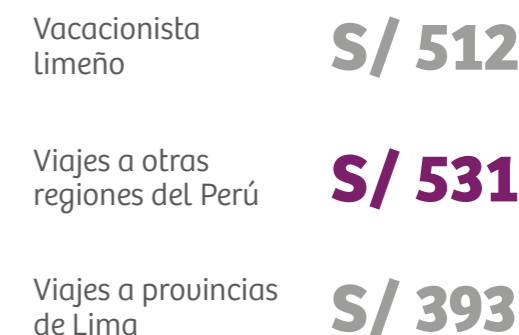 Vacacionista
limeño
S/ 512
Viajes a otras
regiones del Perú
S/ 531
Viajes a provincias
de Lima
S/ 393